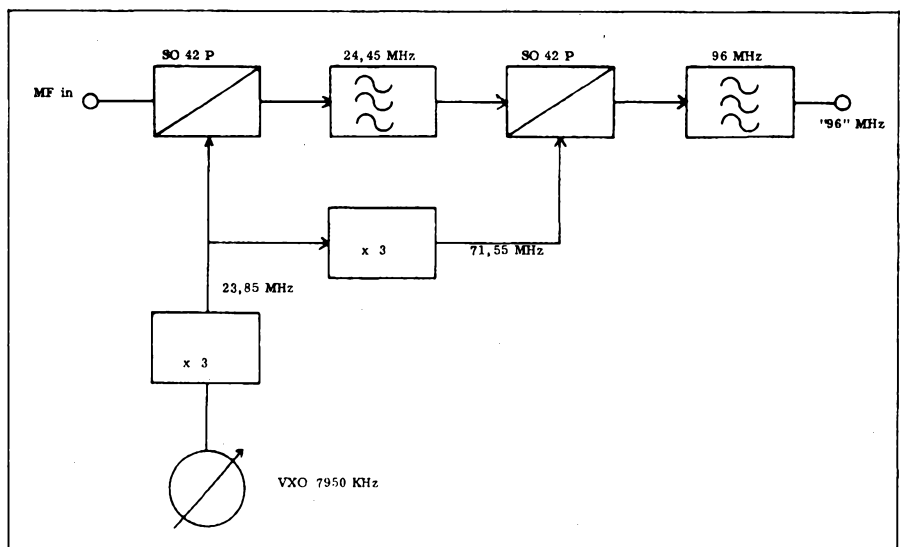 SO 42 P
24,45 MHz
SO 42 P
96 MHz
MF in
"96" MHz
x 3
71,55 MHz
23,85 MHz
x 3
VXO 7950 KHz